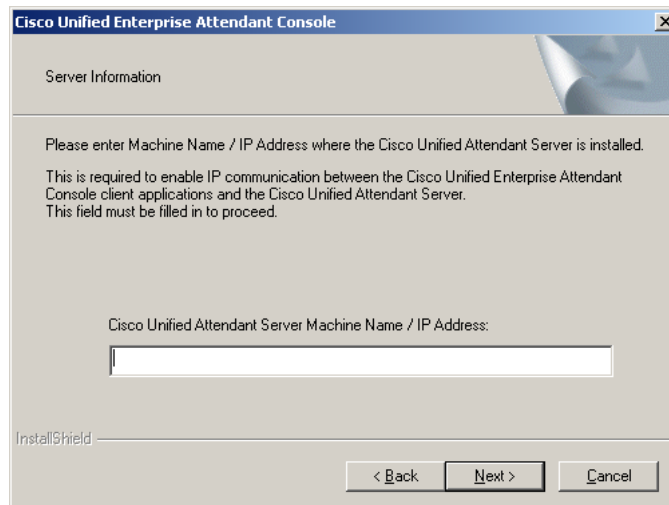 Cisco Unified Enterprise Attendant Console
Server Information
Please enter Machine Name / IP Address where the Cisco Unified Attendant Server is installed.
This is required to enable IP communication between the Cisco Unified Enterprise Attendant
Console client applications and the Cisco Unified Attendant Server.
This field must be filled in to proceed.
Cisco Unified Attendant Server Machine Name / IP Address:
InstallShield
< Back Next > Cancel